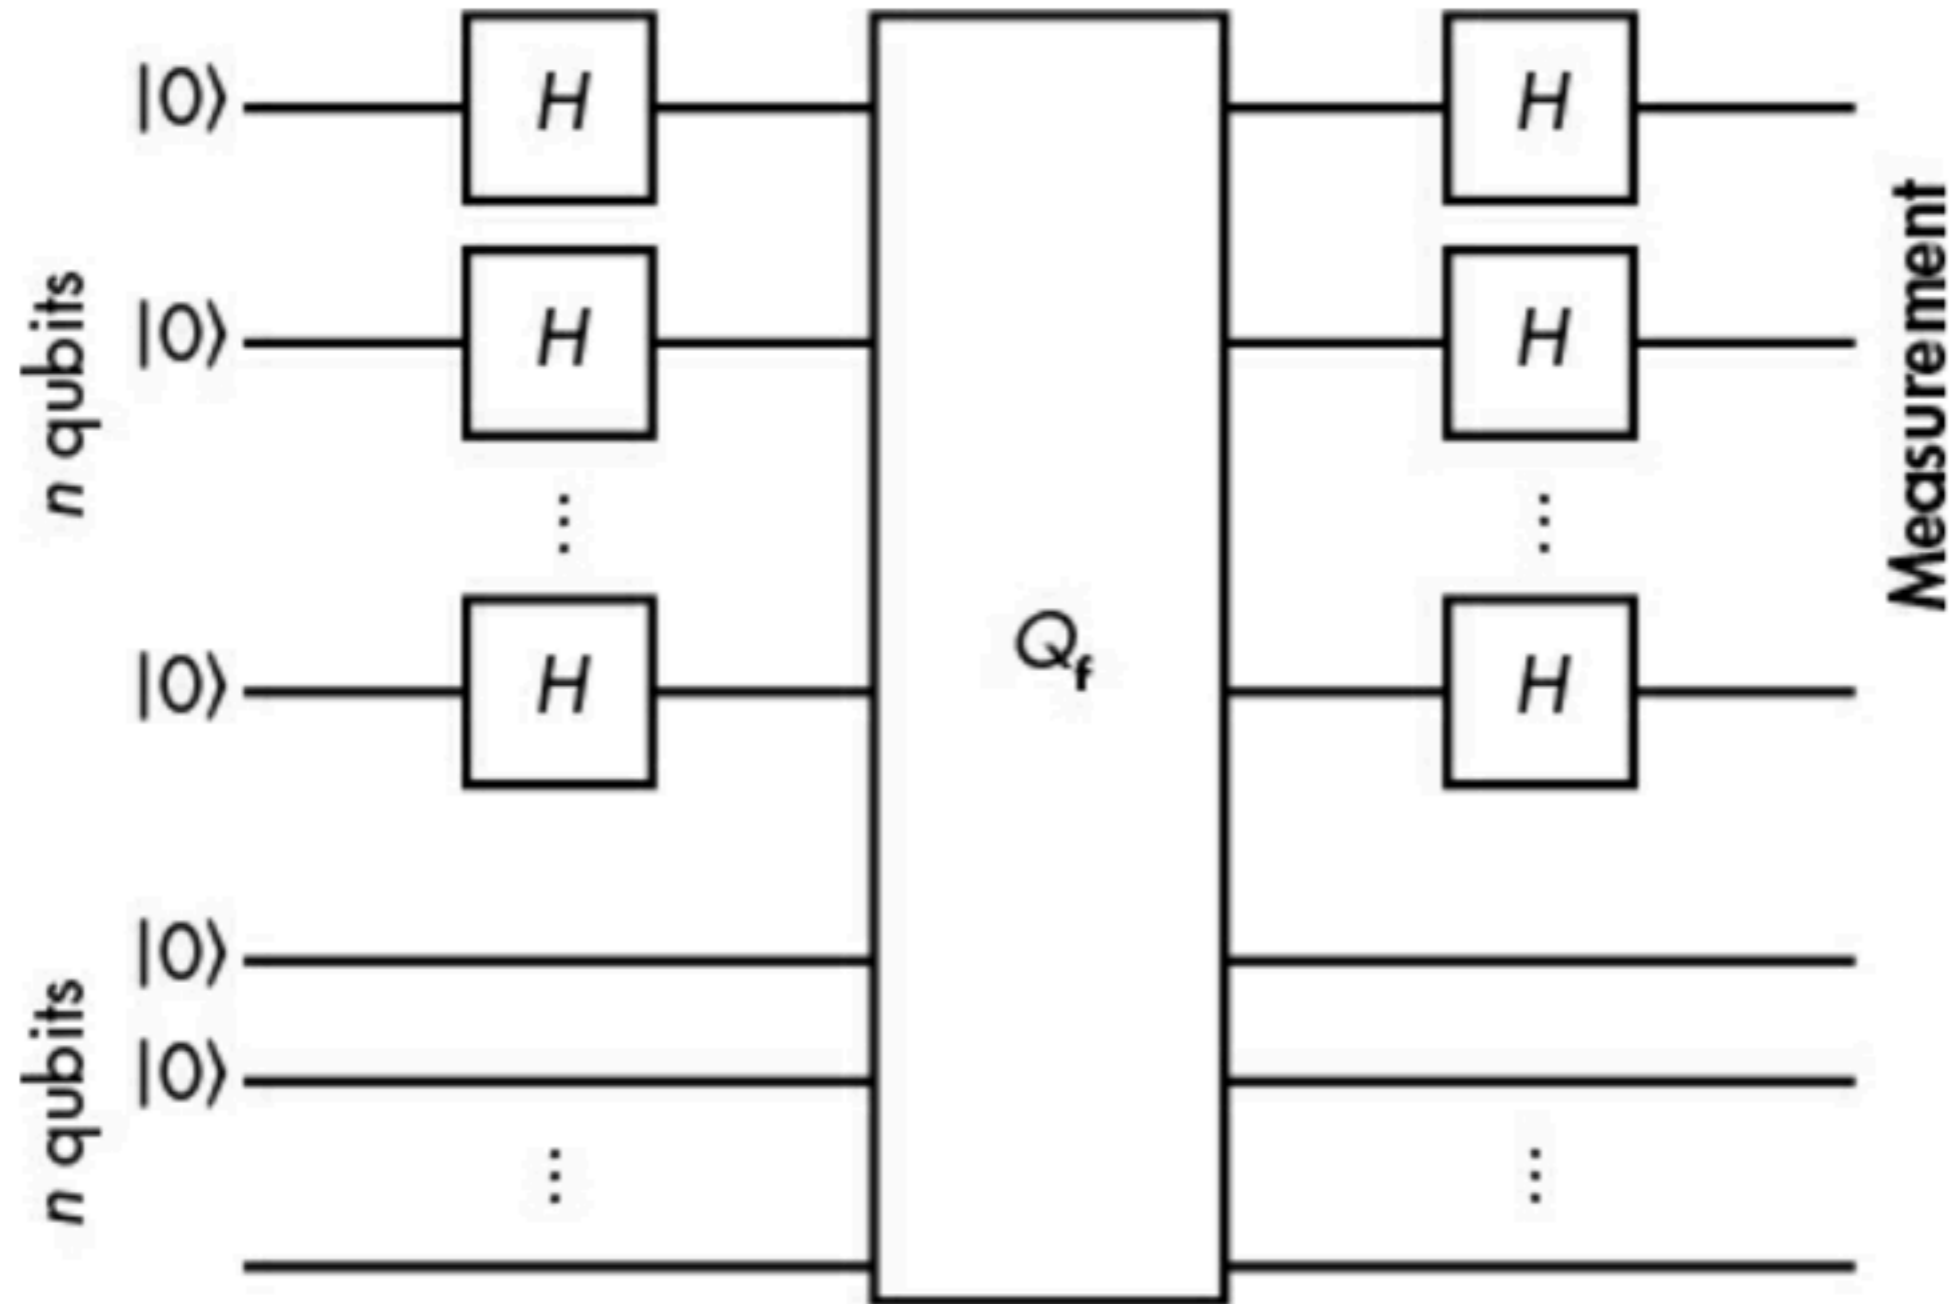 n qubits
|0⟩ H H
|0⟩ H H
⋮ ⋮
|0⟩ H H
Q_f
Measurement
n qubits
|0⟩
|0⟩
⋮ ⋮